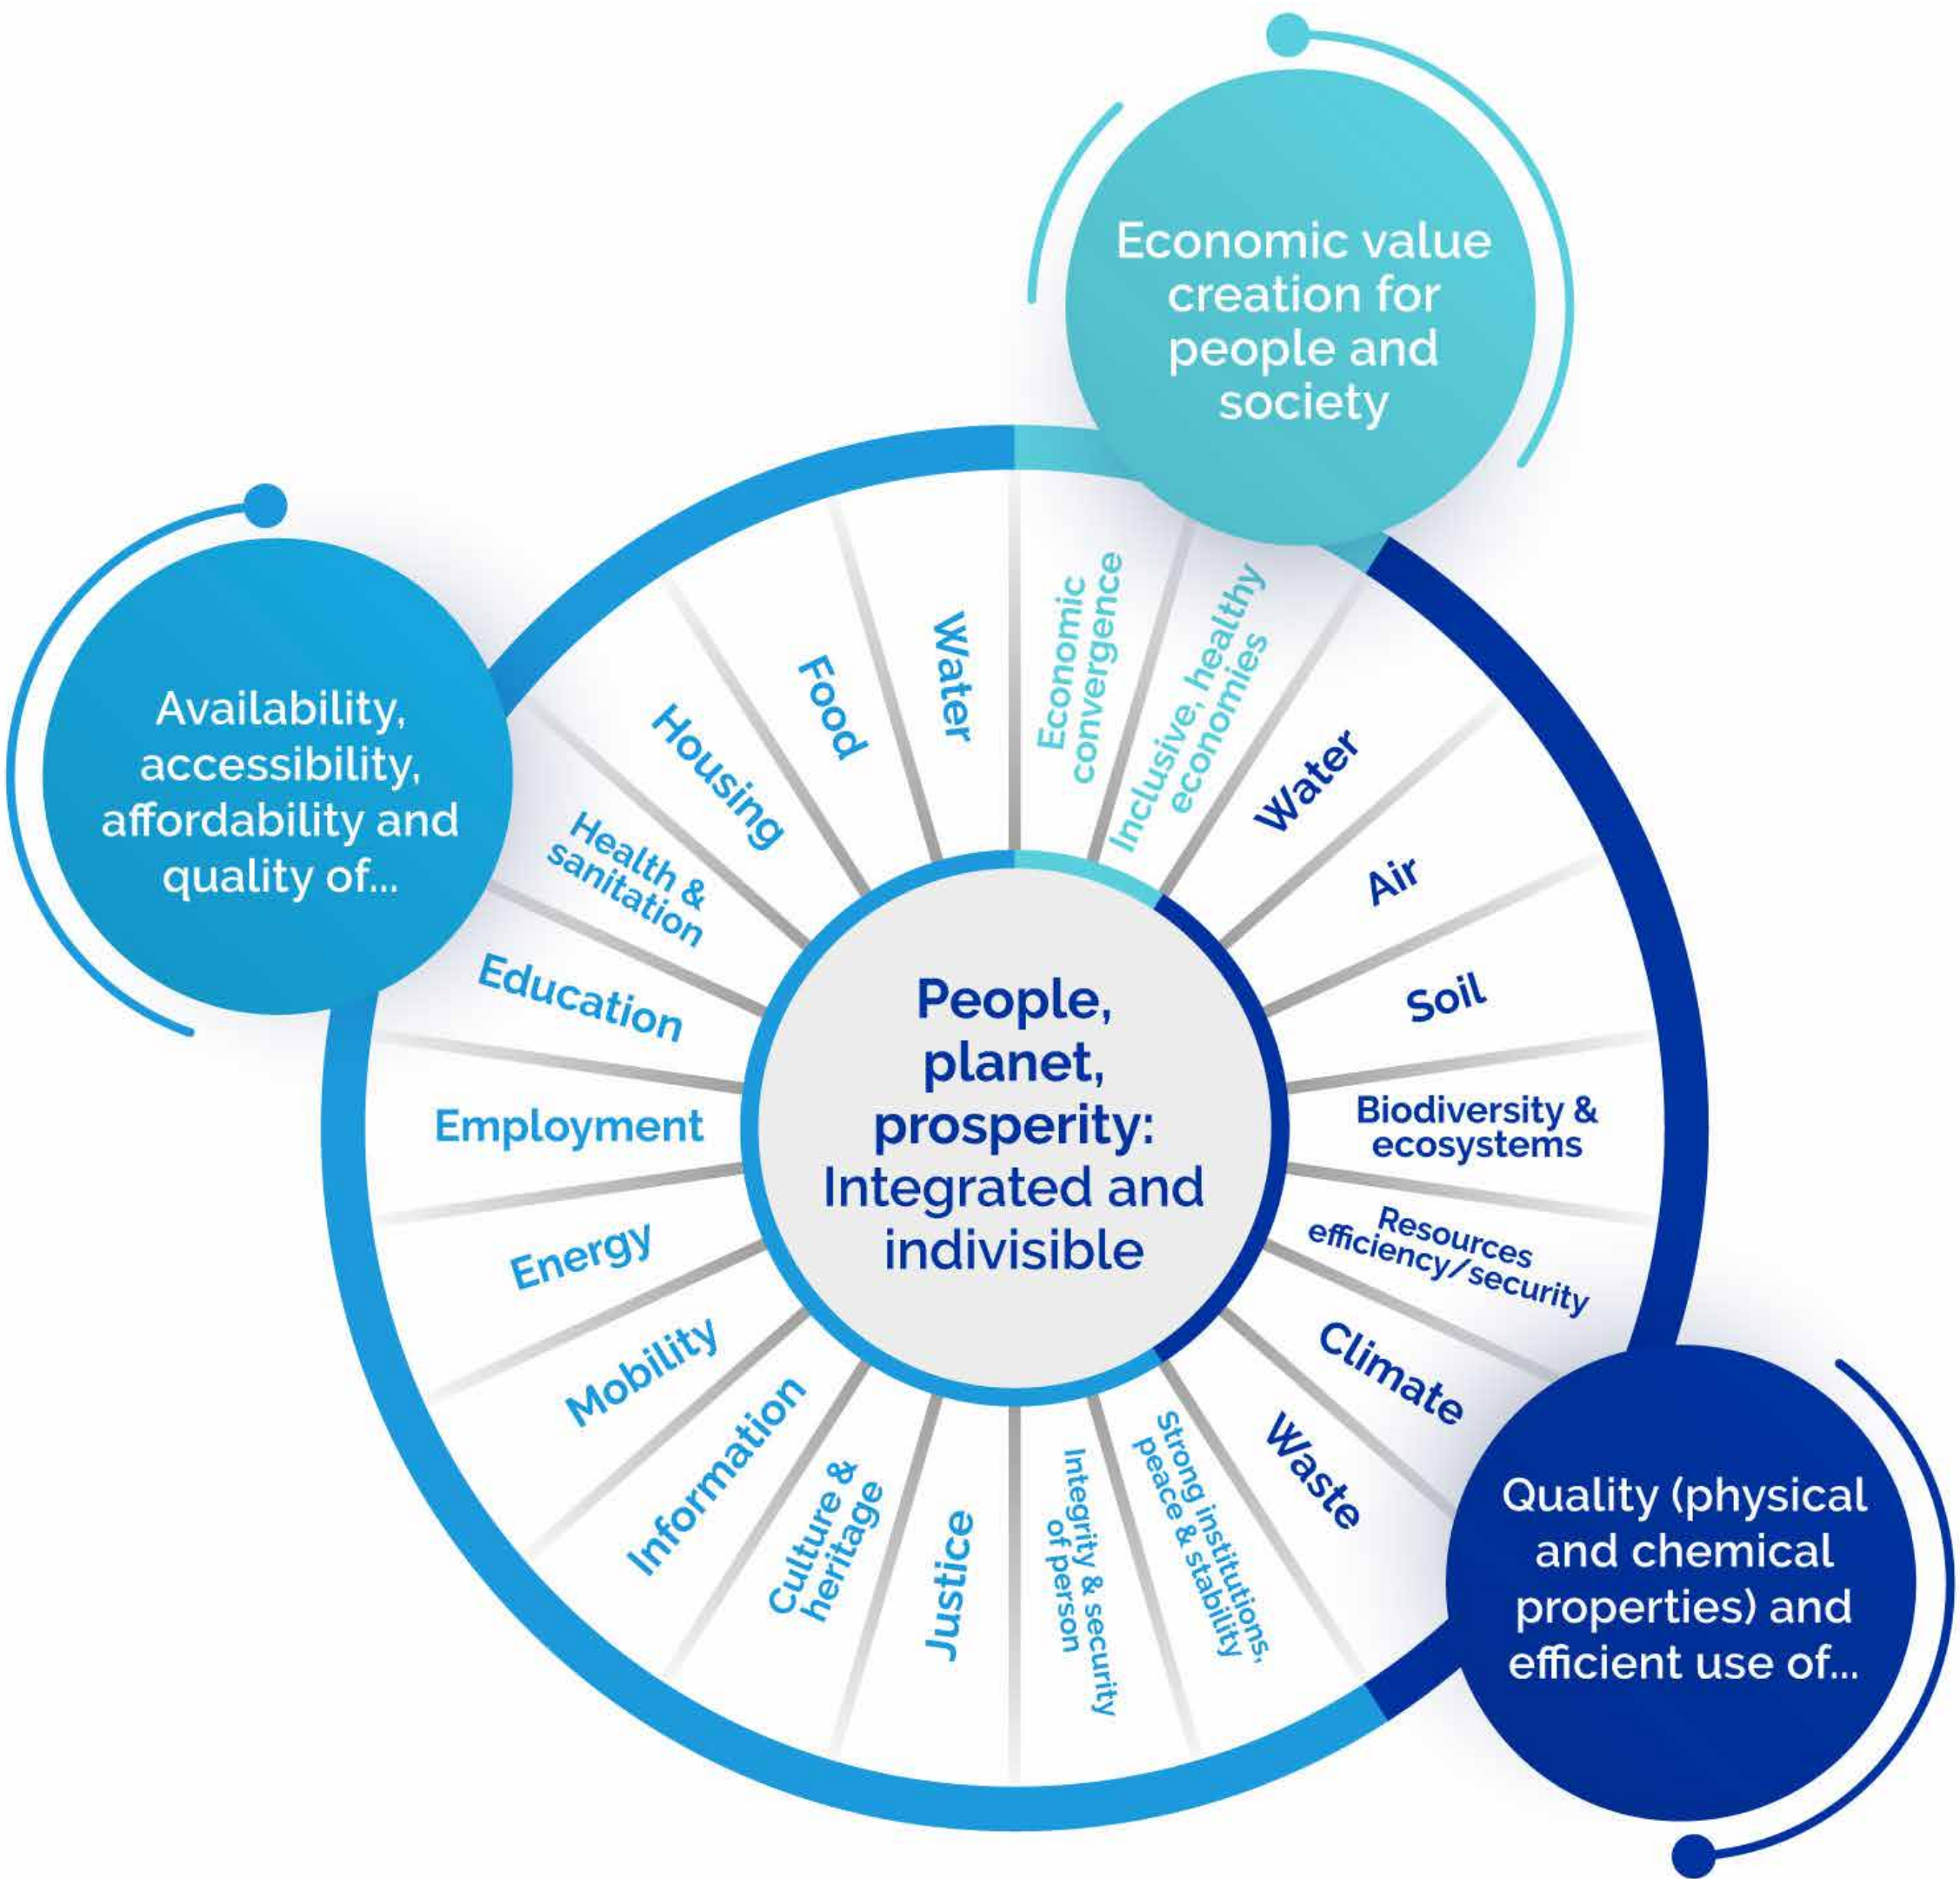 Economic value
creation for
people and
society
Availability,
accessibility,
affordability and
quality of...
Quality (physical
and chemical
properties) and
efficient use of...
People,
planet,
prosperity:
Integrated and
indivisible
Economic
convergence
Inclusive, healthy
economies
Water
Air
Soil
Biodiversity &
ecosystems
Resources
efficiency/security
Climate
Waste
Strong institutions,
peace & stability
Integrity & security
of person
Justice
Culture &
heritage
Information
Mobility
Energy
Employment
Education
Health &
sanitation
Housing
Food
Water